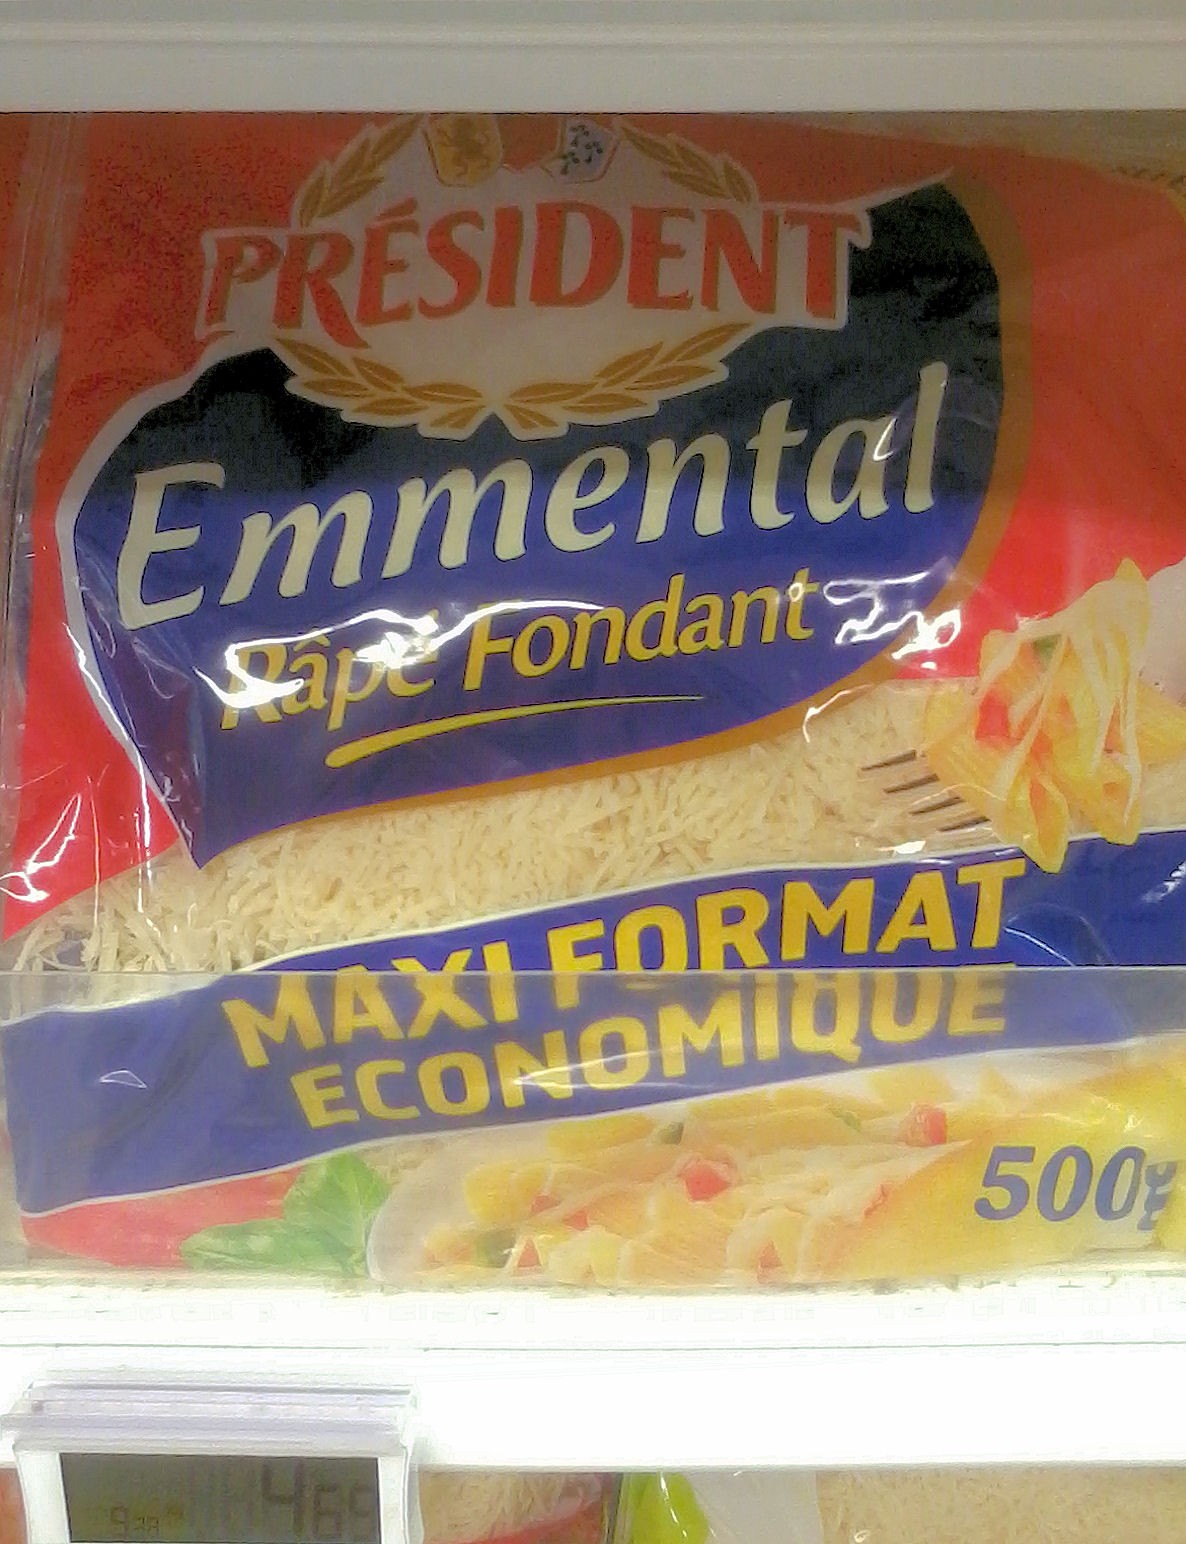 PRÉSIDENT
Emmental
Râpé Fondant
MAXI FORMAT
ECONOMIQUE
500g